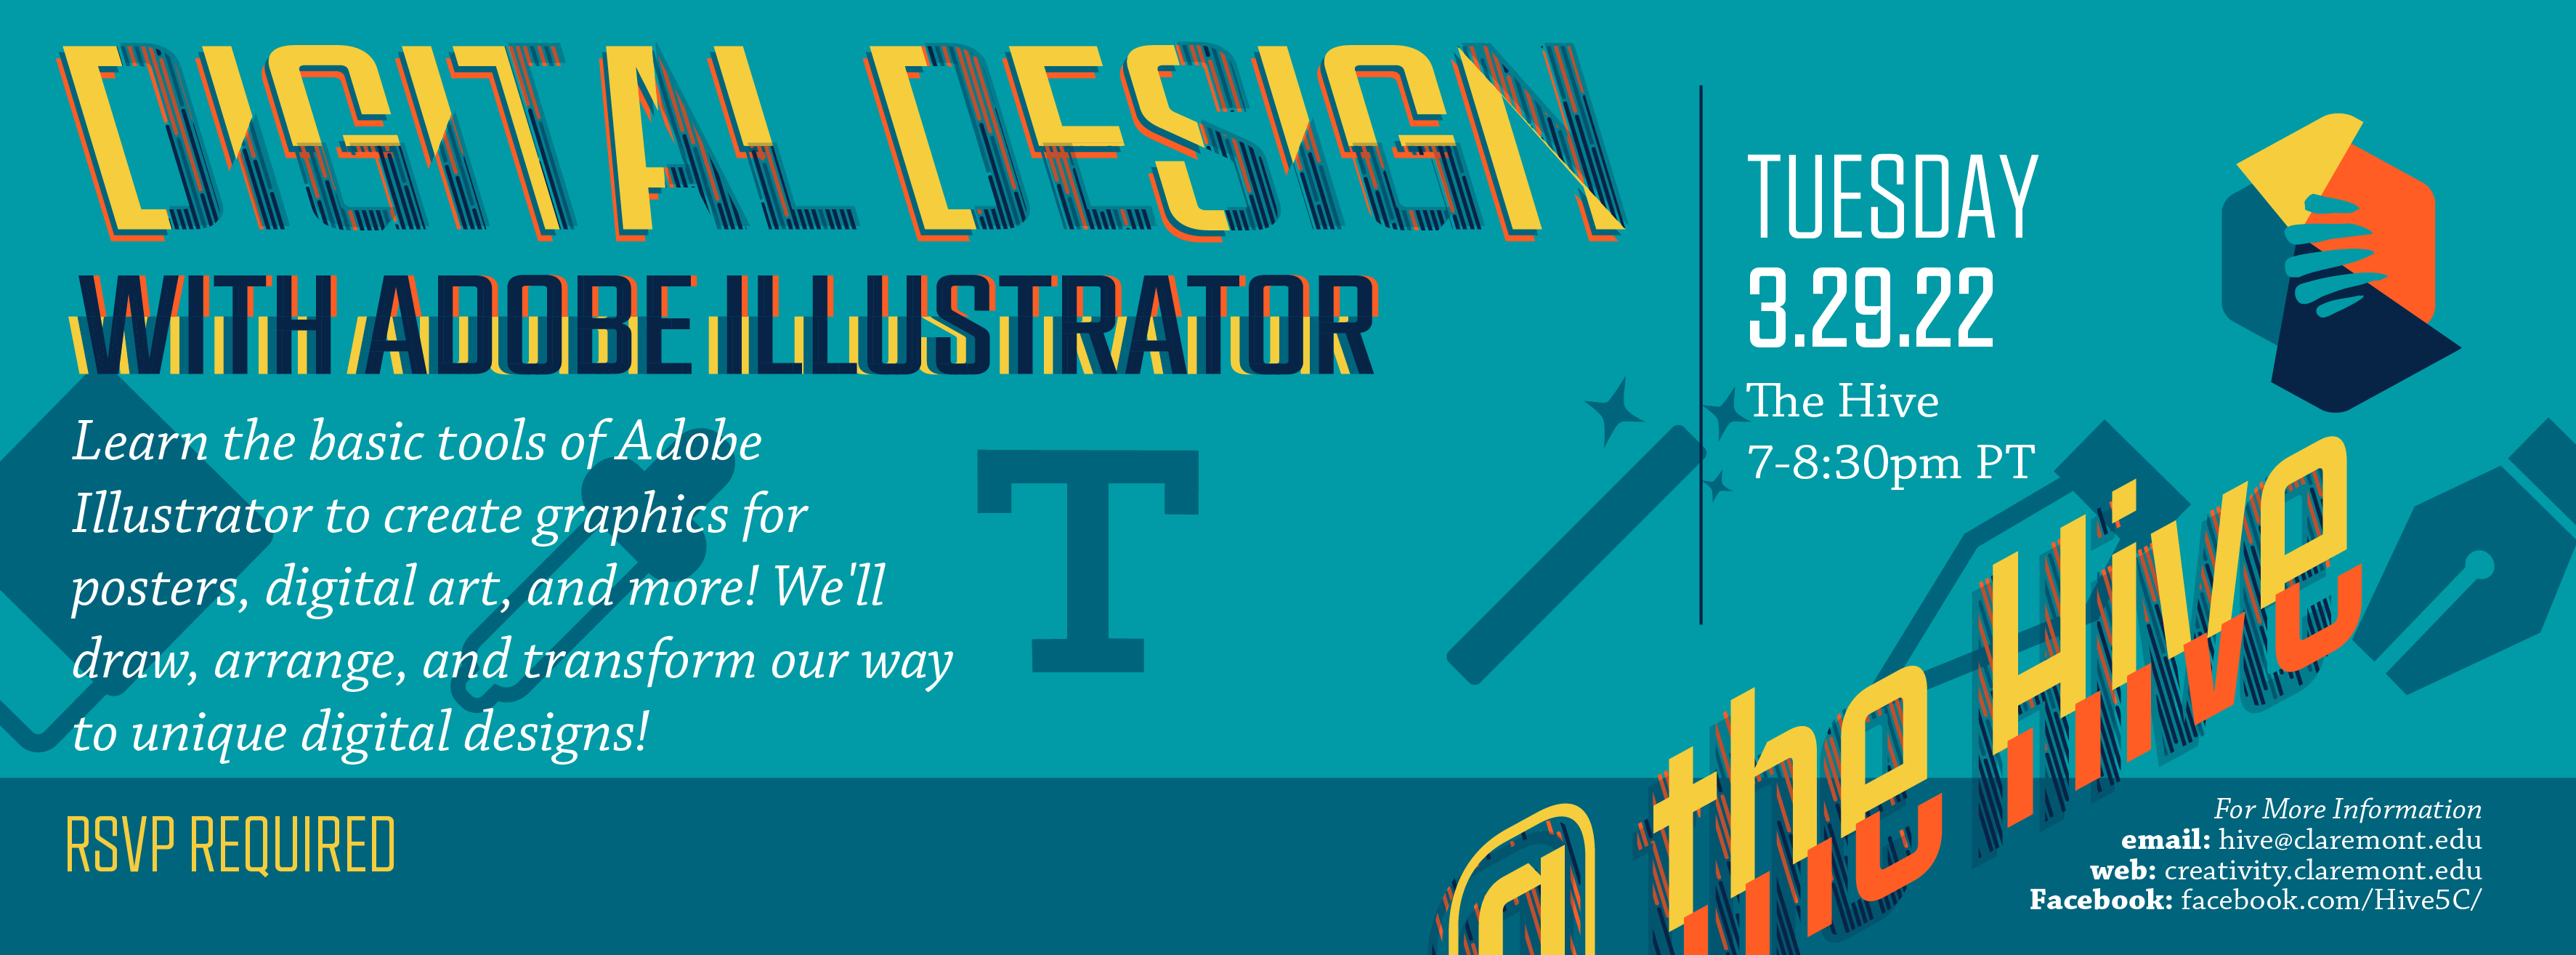 DIGITAL DESIGN
WITH ADOBE ILLUSTRATOR
Learn the basic tools of Adobe
Illustrator to create graphics for
posters, digital art, and more! We'll
draw, arrange, and transform our way
to unique digital designs!
RSVP REQUIRED
TUESDAY
3.29.22
The Hive
7-8:30pm PT
T
@ the Hive
For More Information
email: hive@claremont.edu
web: creativity.claremont.edu
Facebook: facebook.com/Hive5C/